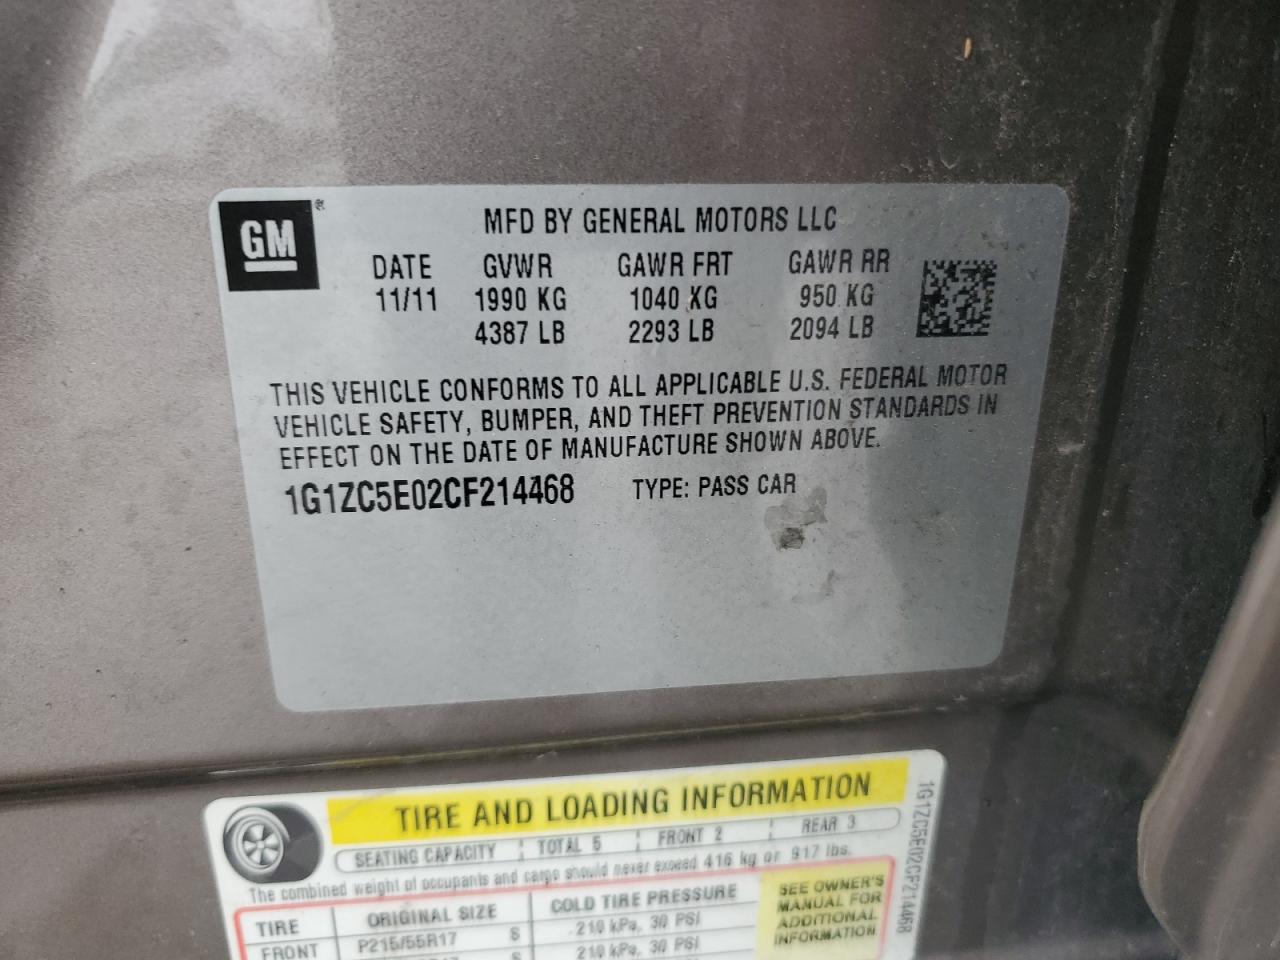 GM ®
MFD BY GENERAL MOTORS LLC
DATE GVWR GAWR FRT GAWR RR
11/11 1990 KG 1040 KG 950 KG
4387 LB 2293 LB 2094 LB
THIS VEHICLE CONFORMS TO ALL APPLICABLE U.S. FEDERAL MOTOR
VEHICLE SAFETY, BUMPER, AND THEFT PREVENTION STANDARDS IN
EFFECT ON THE DATE OF MANUFACTURE SHOWN ABOVE.
1G1ZC5E02CF214468 TYPE: PASS CAR
TIRE AND LOADING INFORMATION
SEATING CAPACITY TOTAL 5 FRONT 2 REAR 3
The combined weight of occupants and cargo should never exceed 416 kg or 917 lbs.
TIRE ORIGINAL SIZE COLD TIRE PRESSURE
FRONT P215/55R17 S 210 kPa, 30 PSI
S 210 kPa, 30 PSI
SEE OWNER'S
MANUAL FOR
ADDITIONAL
INFORMATION
1G1ZC5E02CF214468